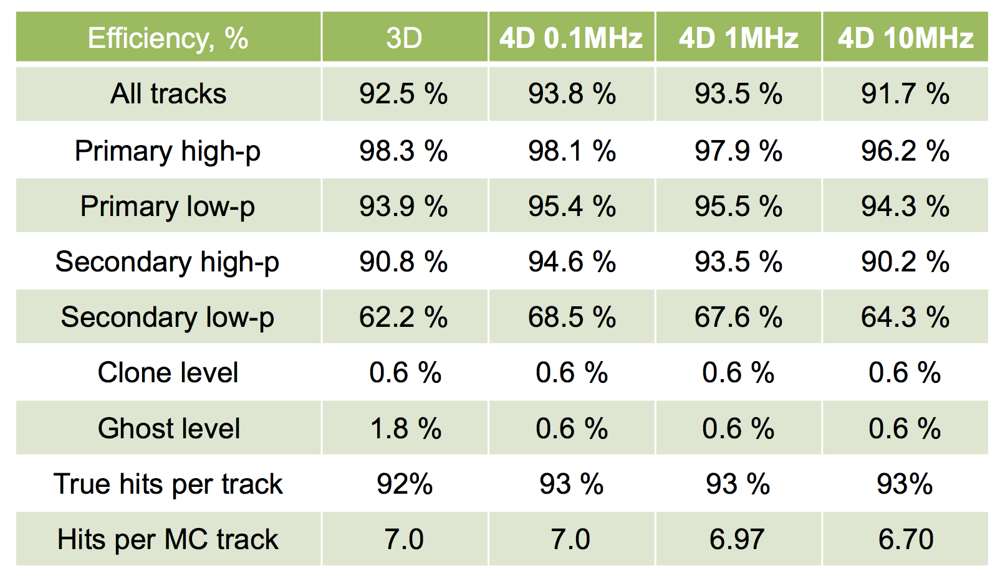 Efficiency, % 3D 4D 0.1MHz 4D 1MHz 4D 10MHz
All tracks 92.5 % 93.8 % 93.5 % 91.7 %
Primary high-p 98.3 % 98.1 % 97.9 % 96.2 %
Primary low-p 93.9 % 95.4 % 95.5 % 94.3 %
Secondary high-p 90.8 % 94.6 % 93.5 % 90.2 %
Secondary low-p 62.2 % 68.5 % 67.6 % 64.3 %
Clone level 0.6 % 0.6 % 0.6 % 0.6 %
Ghost level 1.8 % 0.6 % 0.6 % 0.6 %
True hits per track 92% 93 % 93 % 93%
Hits per MC track 7.0 7.0 6.97 6.70